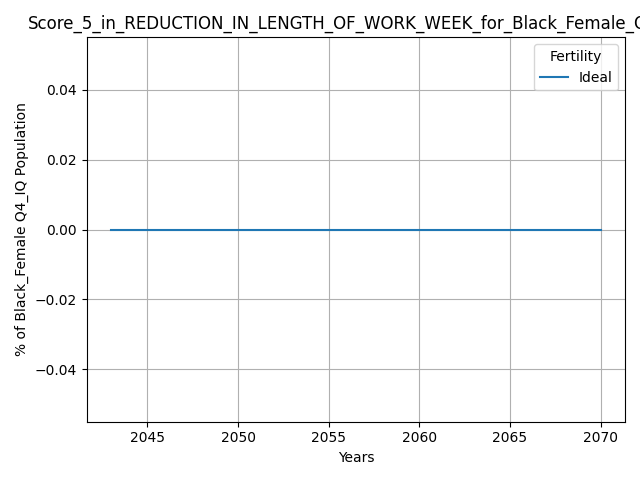 Score_5_in_REDUCTION_IN_LENGTH_OF_WORK_WEEK_for_Black_Female_
Fertility
Ideal
0.04
0.02
0.00
−0.02
−0.04
% of Black_Female Q4_IQ Population
2045 2050 2055 2060 2065 2070
Years